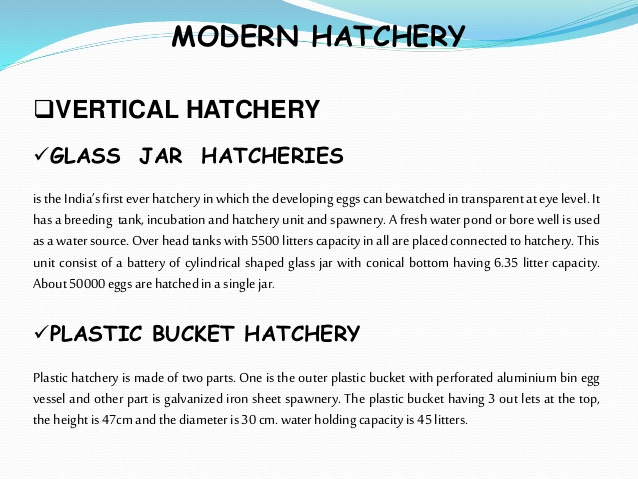 MODERN HATCHERY
❑VERTICAL HATCHERY
✓GLASS JAR HATCHERIES
is the India's first ever hatchery in which the developing eggs can bewatched in transparent at eye level. It
has a breeding tank, incubation and hatchery unit and spawnery. A fresh water pond or bore well is used
as a water source. Over head tanks with 5500 litters capacity in all are placed connected to hatchery. This
unit consist of a battery of cylindrical shaped glass jar with conical bottom having 6.35 litter capacity.
About 50000 eggs are hatched in a single jar.
✓PLASTIC BUCKET HATCHERY
Plastic hatchery is made of two parts. One is the outer plastic bucket with perforated aluminium bin egg
vessel and other part is galvanized iron sheet spawnery. The plastic bucket having 3 out lets at the top,
the height is 47cm and the diameter is 30 cm. water holding capacity is 45 litters.